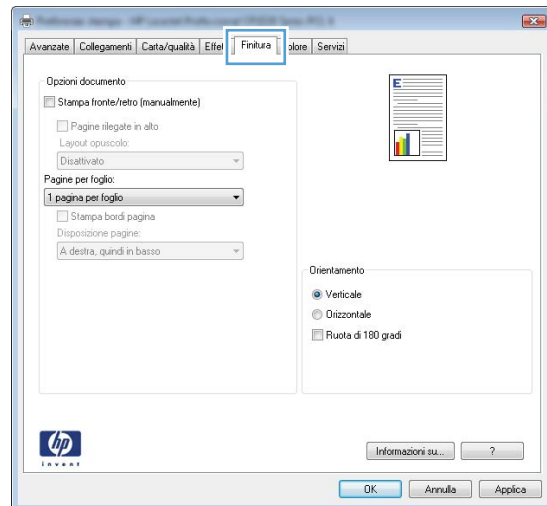 Avanzate Collegamenti Carta/qualità Effet Finitura olore Servizi
Opzioni documento
Stampa fronte/retro (manualmente)
Pagine rilegate in alto
Layout opuscolo:
Disattivato
Pagine per foglio:
1 pagina per foglio
Stampa bordi pagina
Disposizione pagine:
A destra, quindi in basso
E
Orientamento
Verticale
Orizzontale
Ruota di 180 gradi
hp
invent
Informazioni su... ?
OK Annulla Applica